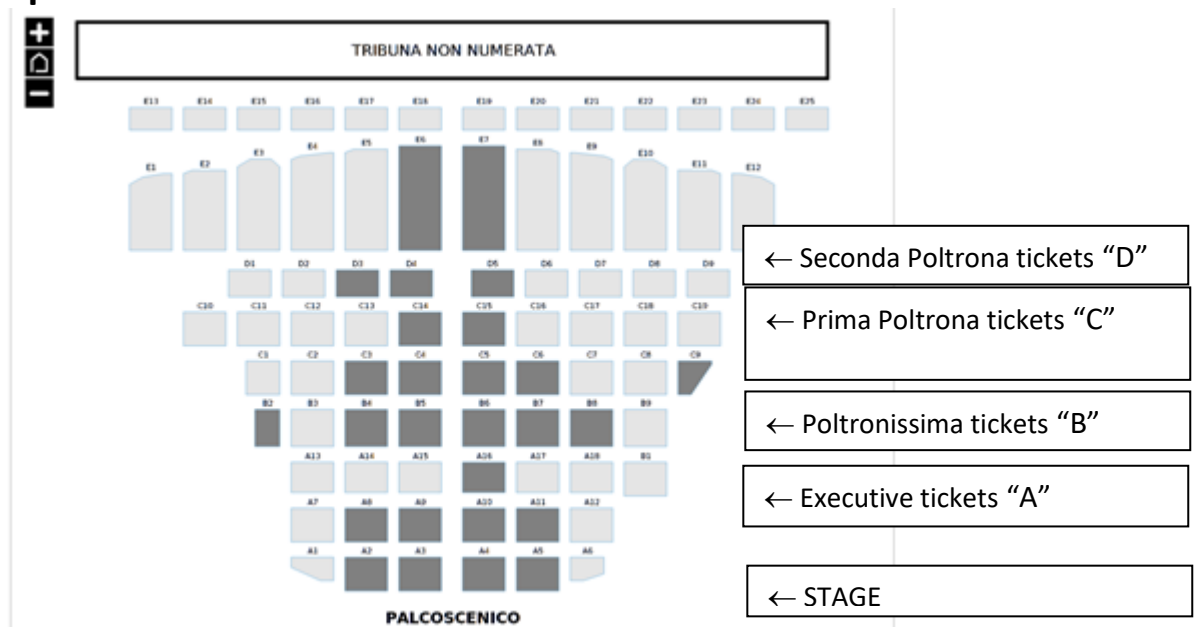 TRIBUNA NON NUMERATA
E13 E14 E15 E16 E17 E18 E19 E20 E21 E22 E23 E24 E25
E1 E2 E3 E4 E5 E6 E7 E8 E9 E10 E11 E12
← Seconda Poltrona tickets “D”
D1 D2 D3 D4 D5 D6 D7 D8 D9
← Prima Poltrona tickets “C”
C10 C11 C12 C13 C14 C15 C16 C17 C18 C19
C1 C2 C3 C4 C5 C6 C7 C8 C9
← Poltronissima tickets “B”
B2 B3 B4 B5 B6 B7 B8 B9
A13 A14 A15 A16 A17 A18 B1
← Executive tickets “A”
A7 A8 A9 A10 A11 A12
A1 A2 A3 A4 A5 A6
← STAGE
PALCOSCENICO